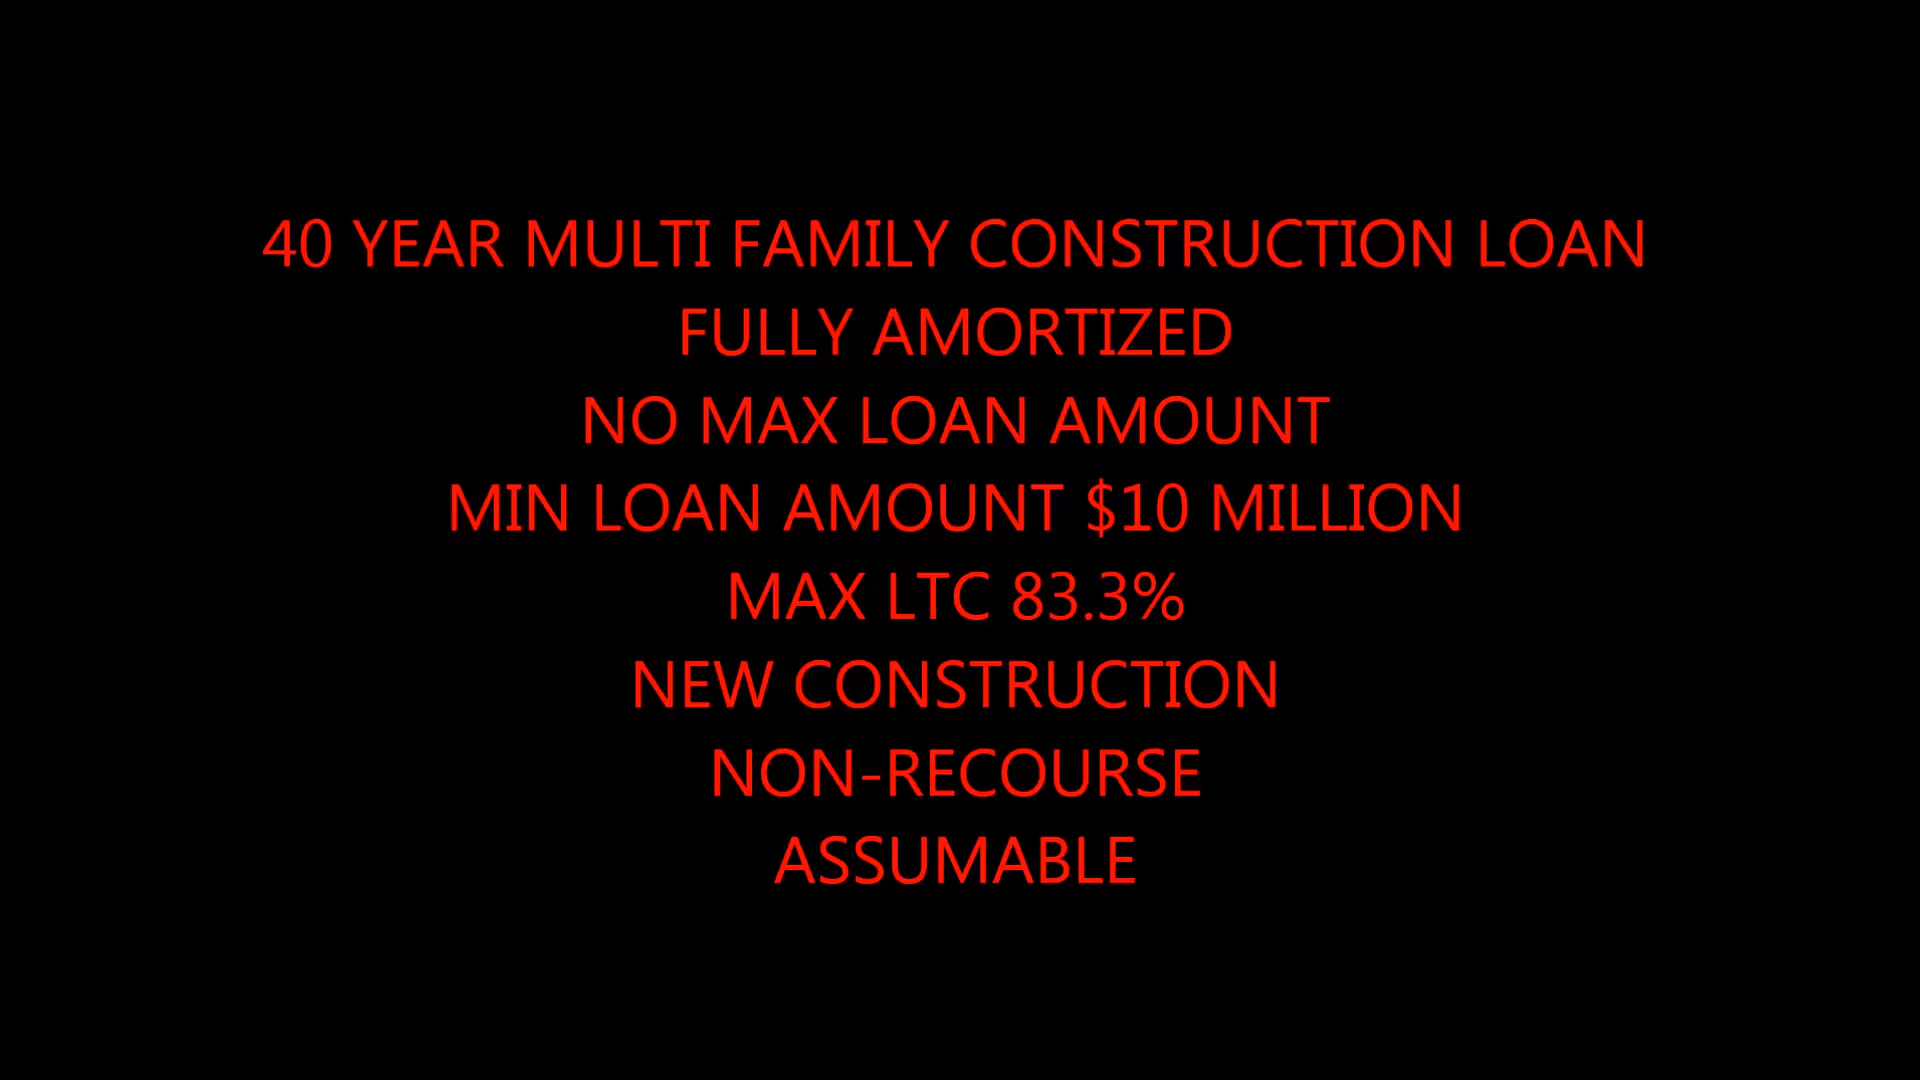 40 YEAR MULTI FAMILY CONSTRUCTION LOAN
FULLY AMORTIZED
NO MAX LOAN AMOUNT
MIN LOAN AMOUNT $10 MILLION
MAX LTC 83.3%
NEW CONSTRUCTION
NON-RECOURSE
ASSUMABLE